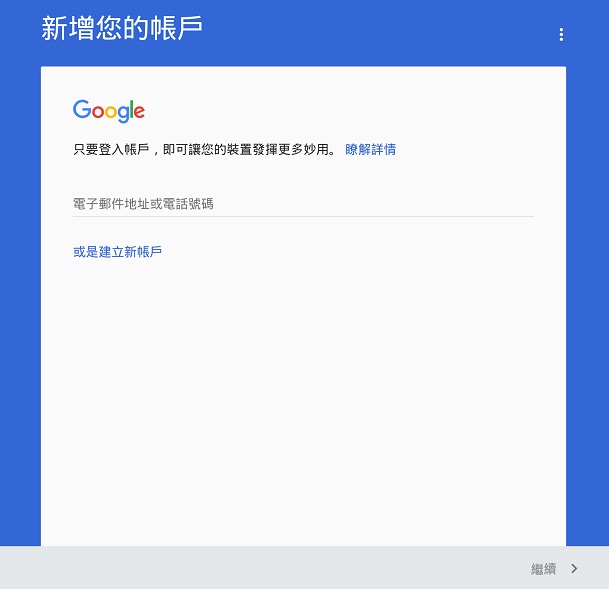 新增您的帳戶
Google
只要登入帳戶，即可讓您的裝置發揮更多妙用。 瞭解詳情
電子郵件地址或電話號碼
或是建立新帳戶
繼續